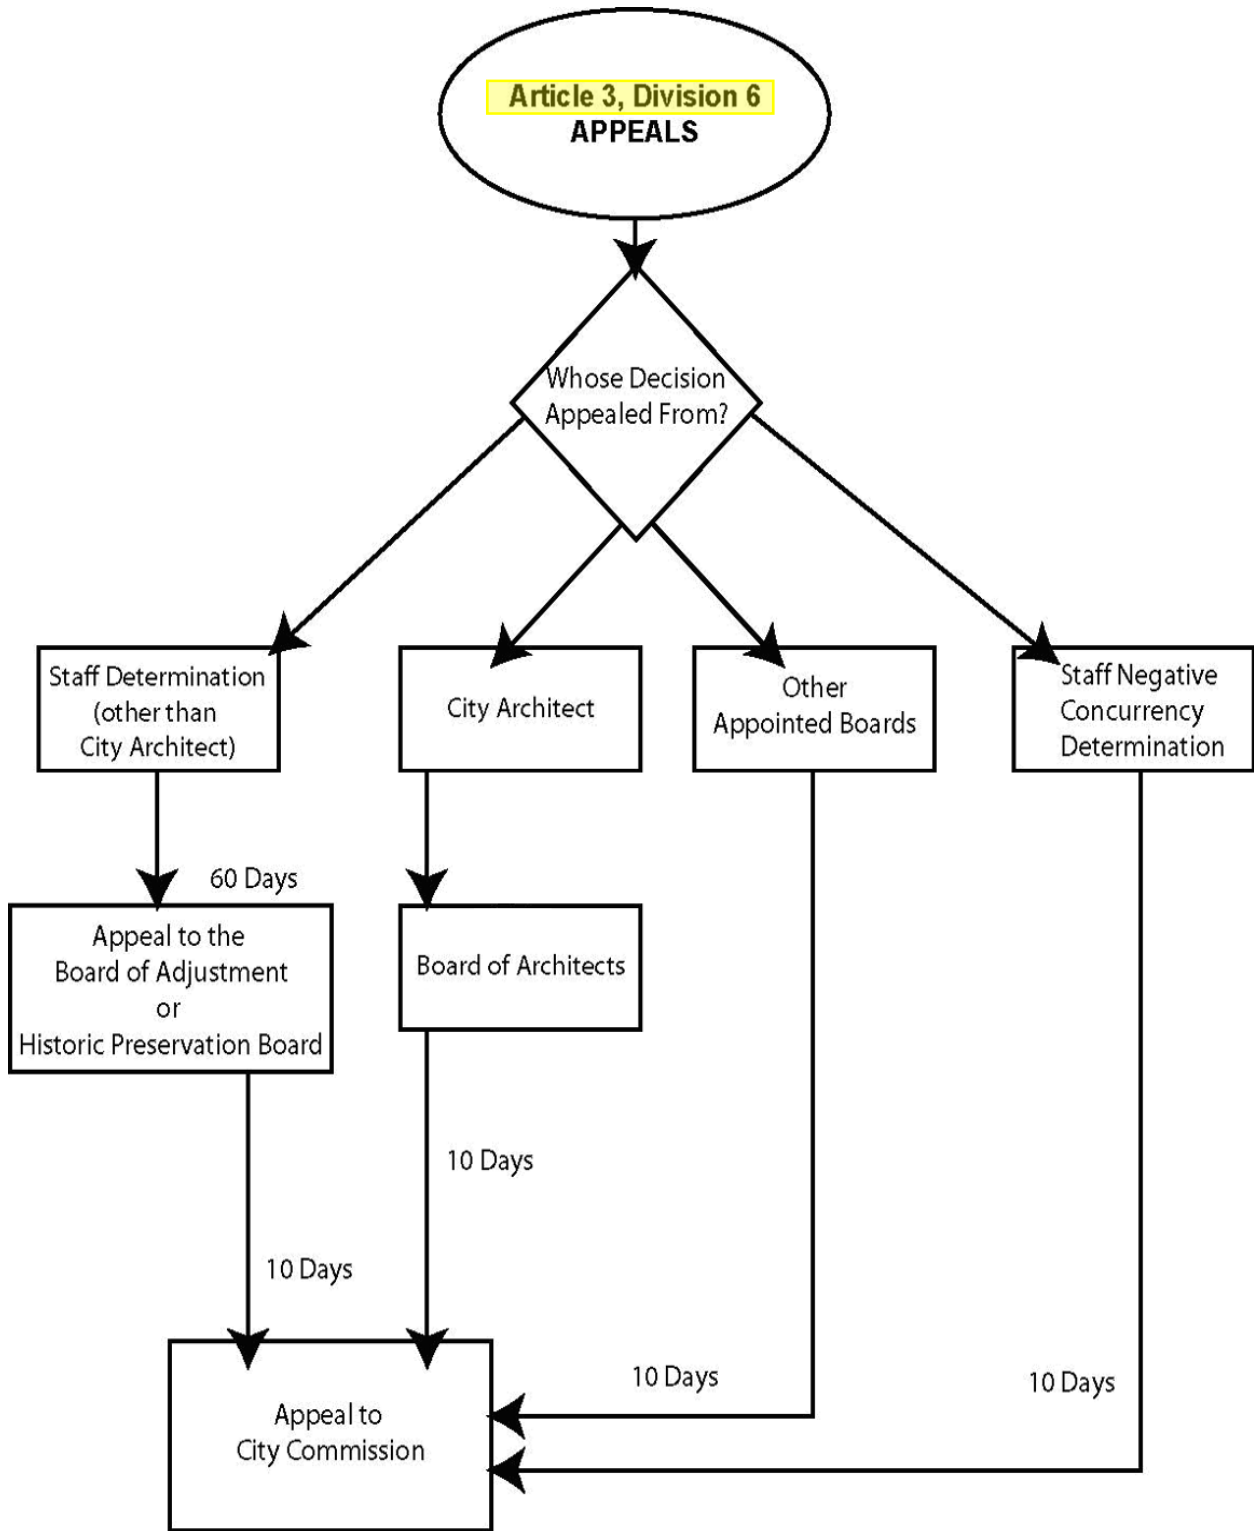 Article 3, Division 6
APPEALS
Whose Decision
Appealed From?
Staff Determination
(other than
City Architect)
City Architect
Other
Appointed Boards
Staff Negative
Concurrency
Determination
60 Days
Appeal to the
Board of Adjustment
or
Historic Preservation Board
Board of Architects
10 Days
10 Days
10 Days
10 Days
Appeal to
City Commission